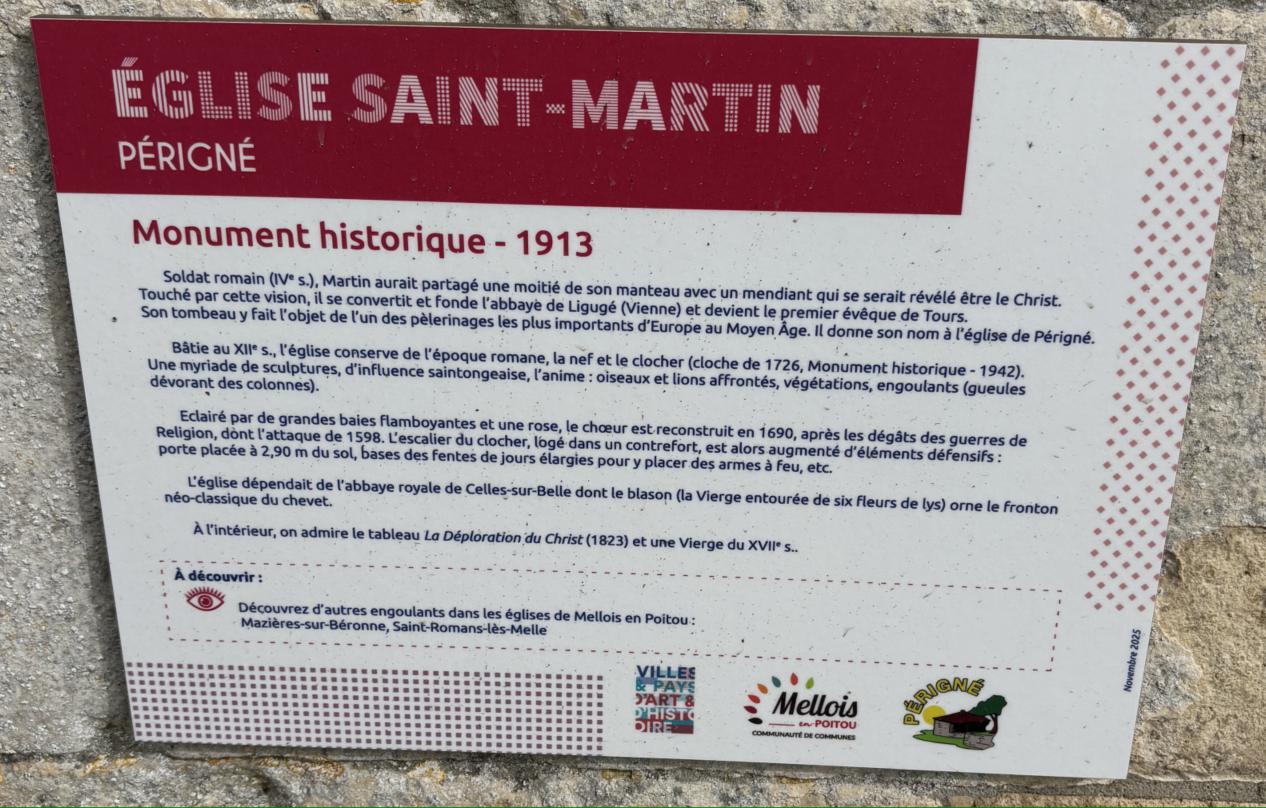 ÉGLISE SAINT-MARTIN
PÉRIGNÉ
Monument historique - 1913
Soldat romain (IVe s.), Martin aurait partagé une moitié de son manteau avec un mendiant qui se serait révélé être le Christ.
Touché par cette vision, il se convertit et fonde l'abbaye de Ligugé (Vienne) et devient le premier évêque de Tours.
Son tombeau y fait l'objet de l'un des pèlerinages les plus importants d'Europe au Moyen Âge. Il donne son nom à l'église de Périgné.
Bâtie au XIIe s., l'église conserve de l'époque romane, la nef et le clocher (cloche de 1726, Monument historique - 1942).
Une myriade de sculptures, d'influence saintongeaise, l'anime : oiseaux et lions affrontés, végétations, engoulants (gueules
dévorant des colonnes).
Eclairé par de grandes baies flamboyantes et une rose, le chœur est reconstruit en 1690, après les dégâts des guerres de
Religion, dont l'attaque de 1598. L'escalier du clocher, logé dans un contrefort, est alors augmenté d'éléments défensifs :
porte placée à 2,90 m du sol, bases des fentes de jours élargies pour y placer des armes à feu, etc.
L'église dépendait de l'abbaye royale de Celles-sur-Belle dont le blason (la Vierge entourée de six fleurs de lys) orne le fronton
néo-classique du chevet.
À l'intérieur, on admire le tableau La Déploration du Christ (1823) et une Vierge du XVIIe s..
À découvrir :
Découvrez d'autres engoulants dans les églises de Mellois en Poitou :
Mazières-sur-Béronne, Saint-Romans-lès-Melle
Novembre 2025
VILLES
& PAYS
D'ART &
D'HISTO
OIRE
Mellois
en POITOU
COMMUNAUTÉ DE COMMUNES
PÉRIGNÉ